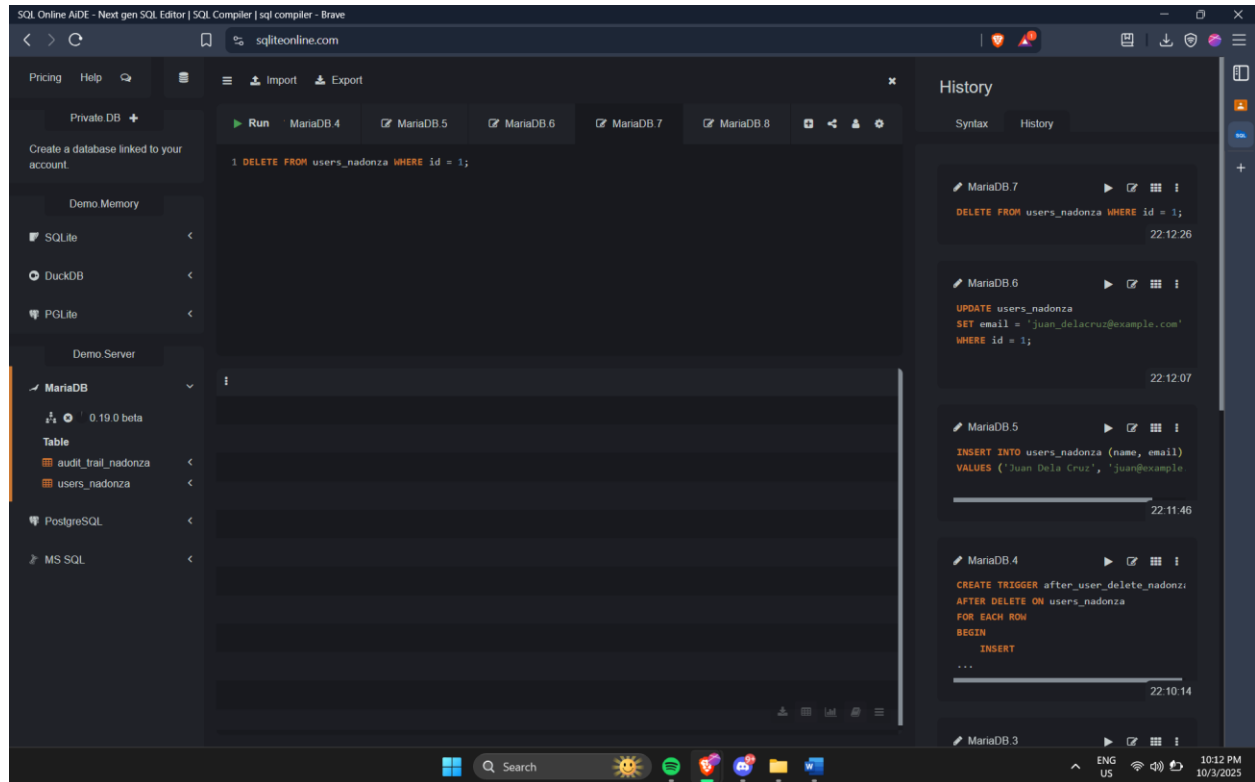 SQL Online AiDE - Next gen SQL Editor | SQL Compiler | sql compiler - Brave
sqliteonline.com
Pricing Help
Import Export
Private.DB +
Create a database linked to your
account.
Demo.Memory
SQLite
DuckDB
PGLite
Demo.Server
MariaDB
0.19.0 beta
Table
audit_trail_nadonza
users_nadonza
PostgreSQL
MS SQL
Run MariaDB.4 MariaDB.5 MariaDB.6 MariaDB.7 MariaDB.8
1 DELETE FROM users_nadonza WHERE id = 1;
History
Syntax History
MariaDB.7
DELETE FROM users_nadonza WHERE id = 1;
22:12:26
MariaDB.6
UPDATE users_nadonza
SET email = 'juan_delacruz@example.com'
WHERE id = 1;
22:12:07
MariaDB.5
INSERT INTO users_nadonza (name, email)
VALUES ('Juan Dela Cruz', 'juan@example.
22:11:46
MariaDB.4
CREATE TRIGGER after_user_delete_nadonza
AFTER DELETE ON users_nadonza
FOR EACH ROW
BEGIN
INSERT
...
22:10:14
MariaDB.3
SQL
Search
ENG
US
10:12 PM
10/3/2025